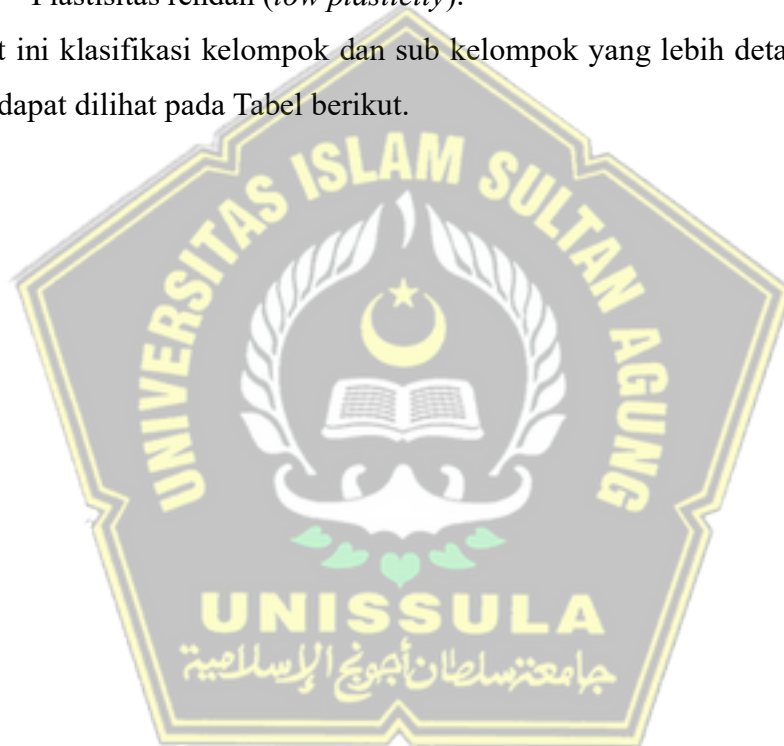 Plastisitas rendah (low plasticity).
t ini klasifikasi kelompok dan sub kelompok yang lebih deta
dapat dilihat pada Tabel berikut.
UNIVERSITAS ISLAM SULTAN AGUNG
UNISSULA
جامعة سلطان أجونج الإسلامية